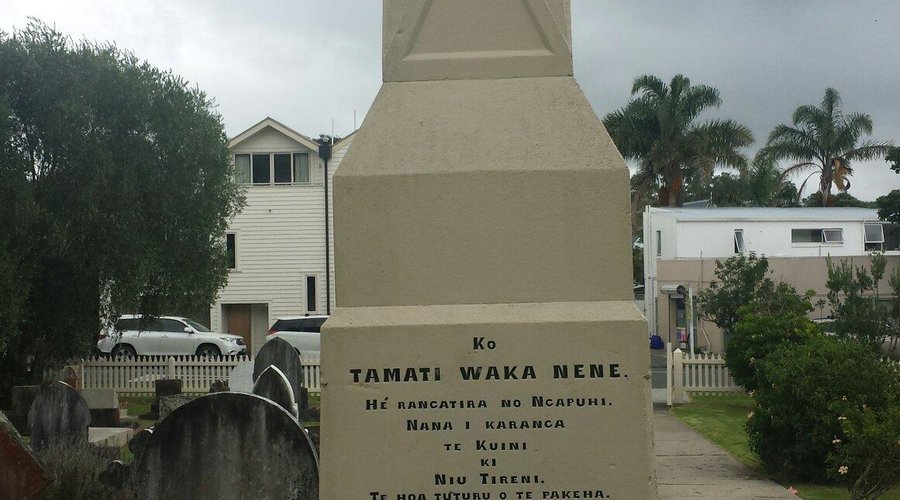 Ko
TAMATI WAKA NENE.
HÉ RANGATIRA NO NGAPUHI.
NANA I KARANGA
TE KUINI
KI
NIU TIRENI.
TE HOA TUTURU O TE PAKEHA.